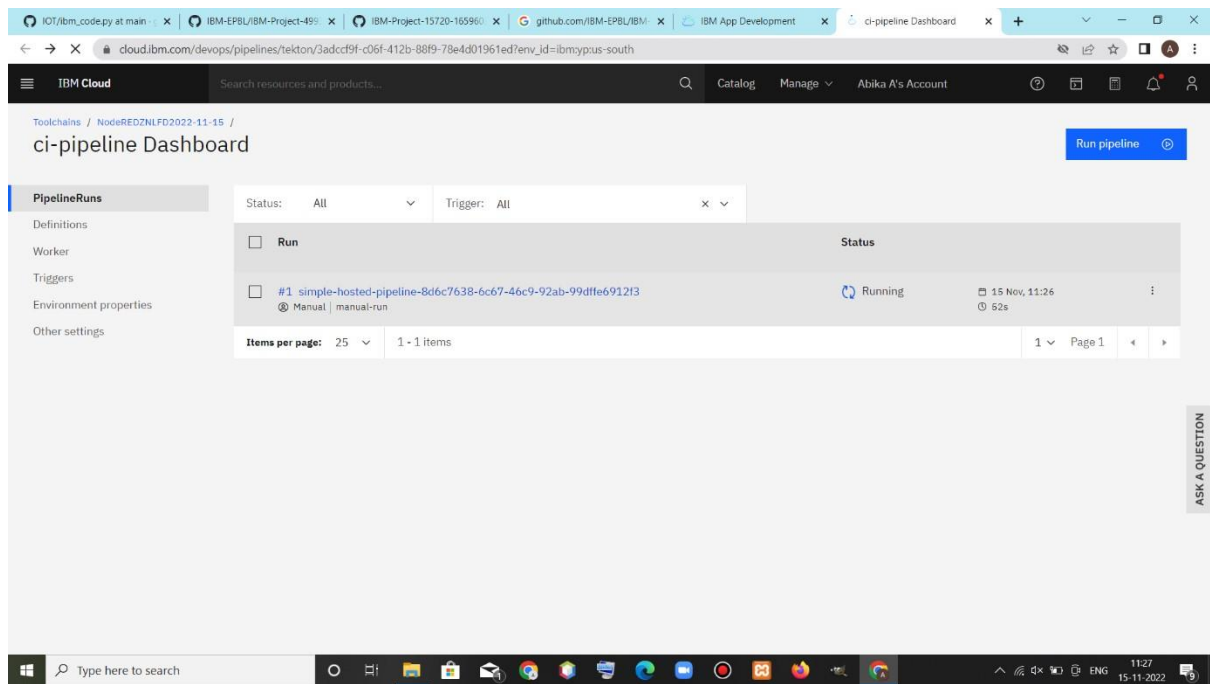 IOT/ibm_code.py at main ·
IBM-EPBL/IBM-Project-499
IBM-Project-15720-165960
github.com/IBM-EPBL/IBM-
IBM App Development
ci-pipeline Dashboard
cloud.ibm.com/devops/pipelines/tekton/3adccf9f-c06f-412b-88f9-78e4d01961ed?env_id=ibm:yp:us-south
A
IBM Cloud
Search resources and products...
Catalog
Manage
Abika A's Account
Toolchains / NodeREDZNLFD2022-11-15 /
ci-pipeline Dashboard
Run pipeline
PipelineRuns
Definitions
Worker
Triggers
Environment properties
Other settings
Status: All
Trigger: All
Run
Status
#1 simple-hosted-pipeline-8d6c7638-6c67-46c9-92ab-99dffe6912f3
Manual | manual-run
Running
15 Nov, 11:26
52s
Items per page: 25
1 - 1 items
1 Page 1
ASK A QUESTION
Type here to search
ENG
11:27
15-11-2022